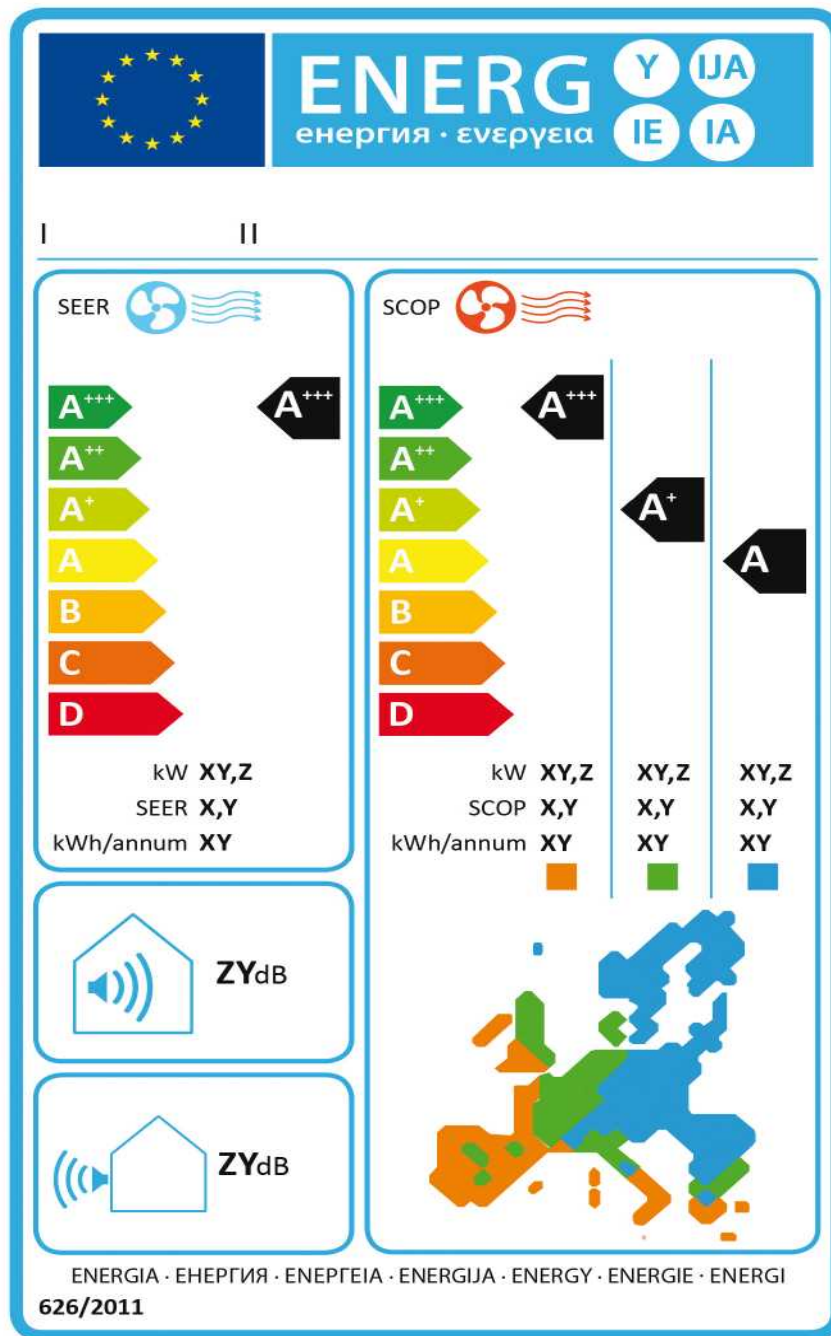 ENERG Y IJA
енергия · ενεργεια IE IA
I II
SEER
A+++ A+++
A++
A+
A
B
C
D
kW XY,Z
SEER X,Y
kWh/annum XY
SCOP
A+++ A+++
A++
A+ A+
A A
B
C
D
kW XY,Z XY,Z XY,Z
SCOP X,Y X,Y X,Y
kWh/annum XY XY XY
ZYdB
ZYdB
ENERGIA · ЕНЕРГИЯ · ΕΝΕΡΓΕΙΑ · ENERGIJA · ENERGY · ENERGIE · ENERGI
626/2011